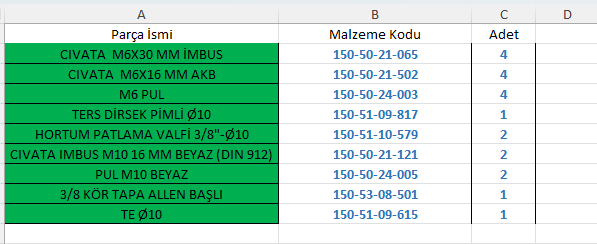 A B C D
Parça İsmi Malzeme Kodu Adet
CIVATA  M6X30 MM İMBUS 150-50-21-065 4
CIVATA  M6X16 MM AKB 150-50-21-502 4
M6 PUL 150-50-24-003 4
TERS DİRSEK PİMLİ Ø10 150-51-09-817 1
HORTUM PATLAMA VALFİ 3/8"-Ø10 150-51-10-579 2
CIVATA IMBUS M10 16 MM BEYAZ (DIN 912) 150-50-21-121 2
PUL M10 BEYAZ 150-50-24-005 2
3/8 KÖR TAPA ALLEN BAŞLI 150-53-08-501 1
TE Ø10 150-51-09-615 1